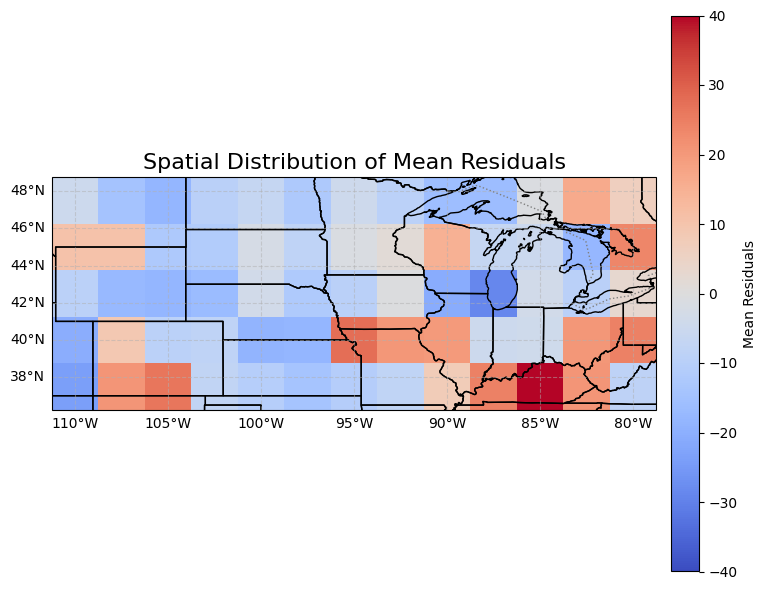 Spatial Distribution of Mean Residuals
48°N
46°N
44°N
42°N
40°N
38°N
110°W 105°W 100°W 95°W 90°W 85°W 80°W
40
30
20
10
0
−10
−20
−30
−40
Mean Residuals